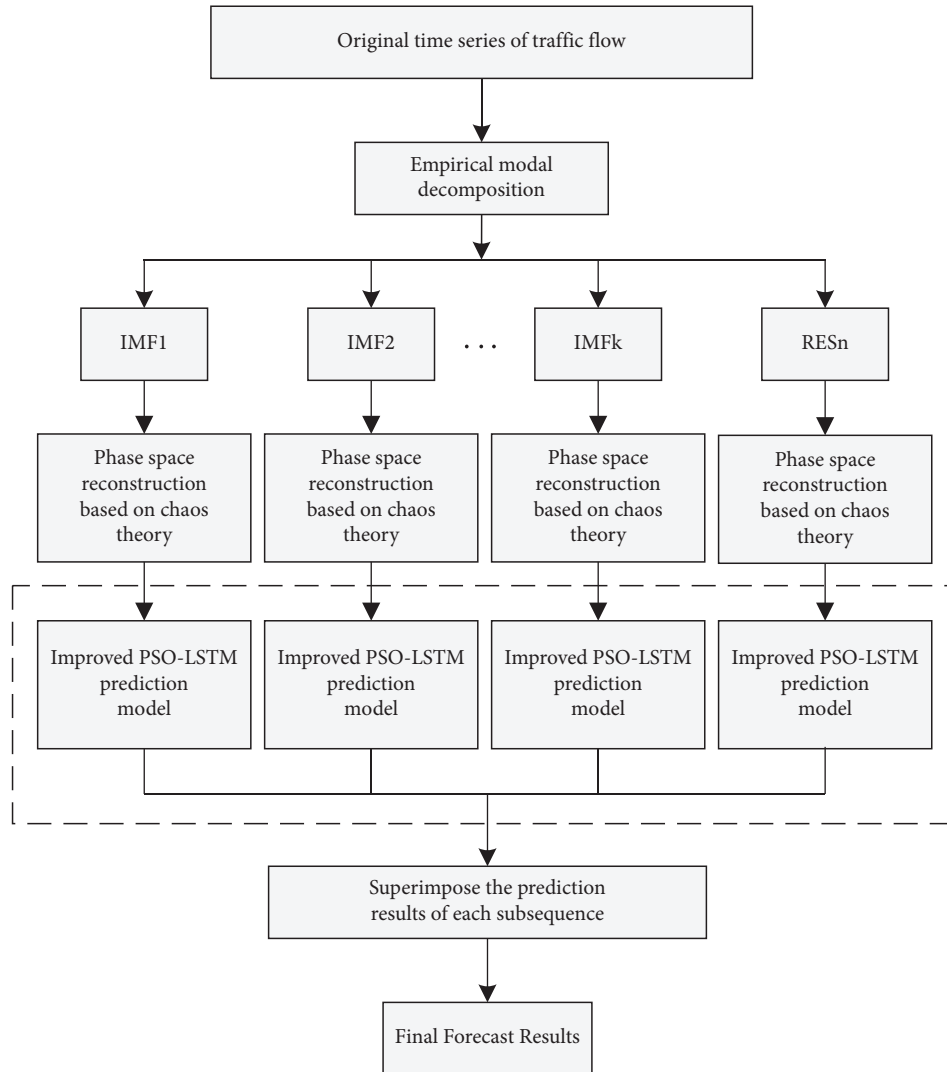 Original time series of traffic flow
Empirical modal
decomposition
IMF1
IMF2
. . .
IMFk
RESn
Phase space
reconstruction
based on chaos
theory
Phase space
reconstruction
based on chaos
theory
Phase space
reconstruction
based on chaos
theory
Phase space
reconstruction
based on chaos
theory
Improved PSO-LSTM
prediction
model
Improved PSO-LSTM
prediction
model
Improved PSO-LSTM
prediction
model
Improved PSO-LSTM
prediction
model
Superimpose the prediction
results of each subsequence
Final Forecast Results